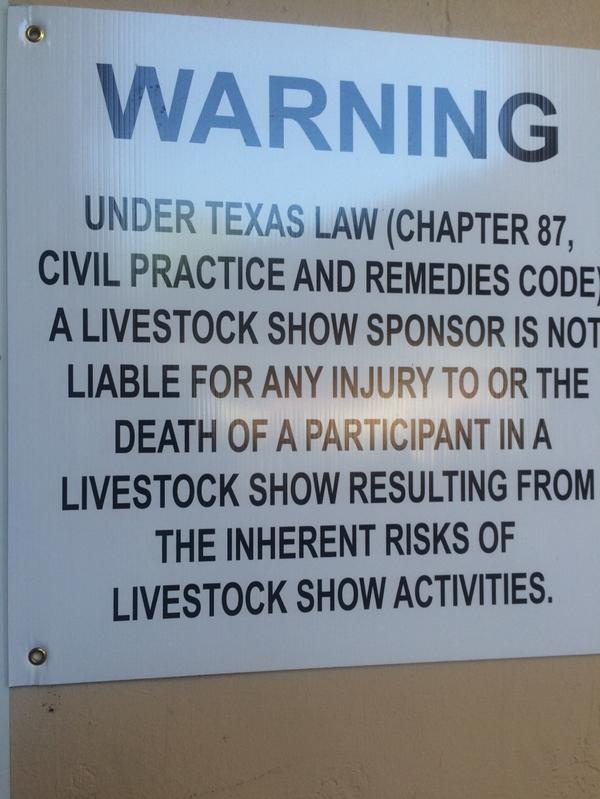 WARNING
UNDER TEXAS LAW (CHAPTER 87,
CIVIL PRACTICE AND REMEDIES CODE)
A LIVESTOCK SHOW SPONSOR IS NOT
LIABLE FOR ANY INJURY TO OR THE
DEATH OF A PARTICIPANT IN A
LIVESTOCK SHOW RESULTING FROM
THE INHERENT RISKS OF
LIVESTOCK SHOW ACTIVITIES.